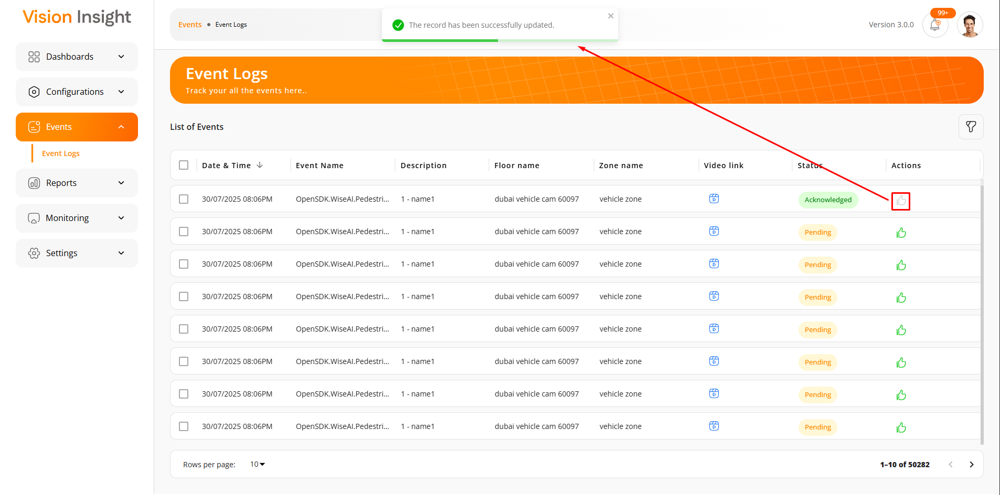 Vision Insight
Dashboards
Configurations
Events
Event Logs
Reports
Monitoring
Settings
Events • Event Logs
The record has been successfully updated.
Version 3.0.0
99+
Event Logs
Track your all the events here..
List of Events
Date & Time Event Name Description Floor name Zone name Video link Status Actions
30/07/2025 08:06PM OpenSDK.WiseAI.Pedestri... 1 - name1 dubai vehicle cam 60097 vehicle zone Acknowledged
30/07/2025 08:06PM OpenSDK.WiseAI.Pedestri... 1 - name1 dubai vehicle cam 60097 vehicle zone Pending
30/07/2025 08:06PM OpenSDK.WiseAI.Pedestri... 1 - name1 dubai vehicle cam 60097 vehicle zone Pending
30/07/2025 08:06PM OpenSDK.WiseAI.Pedestri... 1 - name1 dubai vehicle cam 60097 vehicle zone Pending
30/07/2025 08:06PM OpenSDK.WiseAI.Pedestri... 1 - name1 dubai vehicle cam 60097 vehicle zone Pending
30/07/2025 08:06PM OpenSDK.WiseAI.Pedestri... 1 - name1 dubai vehicle cam 60097 vehicle zone Pending
30/07/2025 08:06PM OpenSDK.WiseAI.Pedestri... 1 - name1 dubai vehicle cam 60097 vehicle zone Pending
30/07/2025 08:06PM OpenSDK.WiseAI.Pedestri... 1 - name1 dubai vehicle cam 60097 vehicle zone Pending
Rows per page: 10 1–10 of 50282